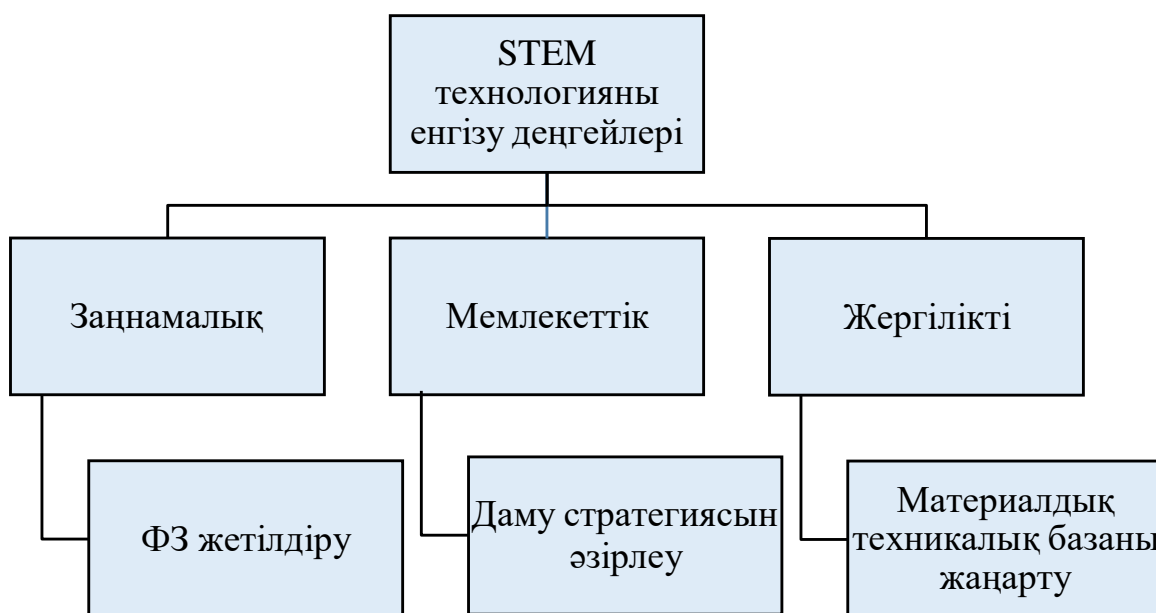 STEM
технологияны
енгізу деңгейлері
Заңнамалық
Мемлекеттік
Жергілікті
ФЗ жетілдіру
Даму стратегиясын
әзірлеу
Материалдық
техникалық базаны
жаңарту